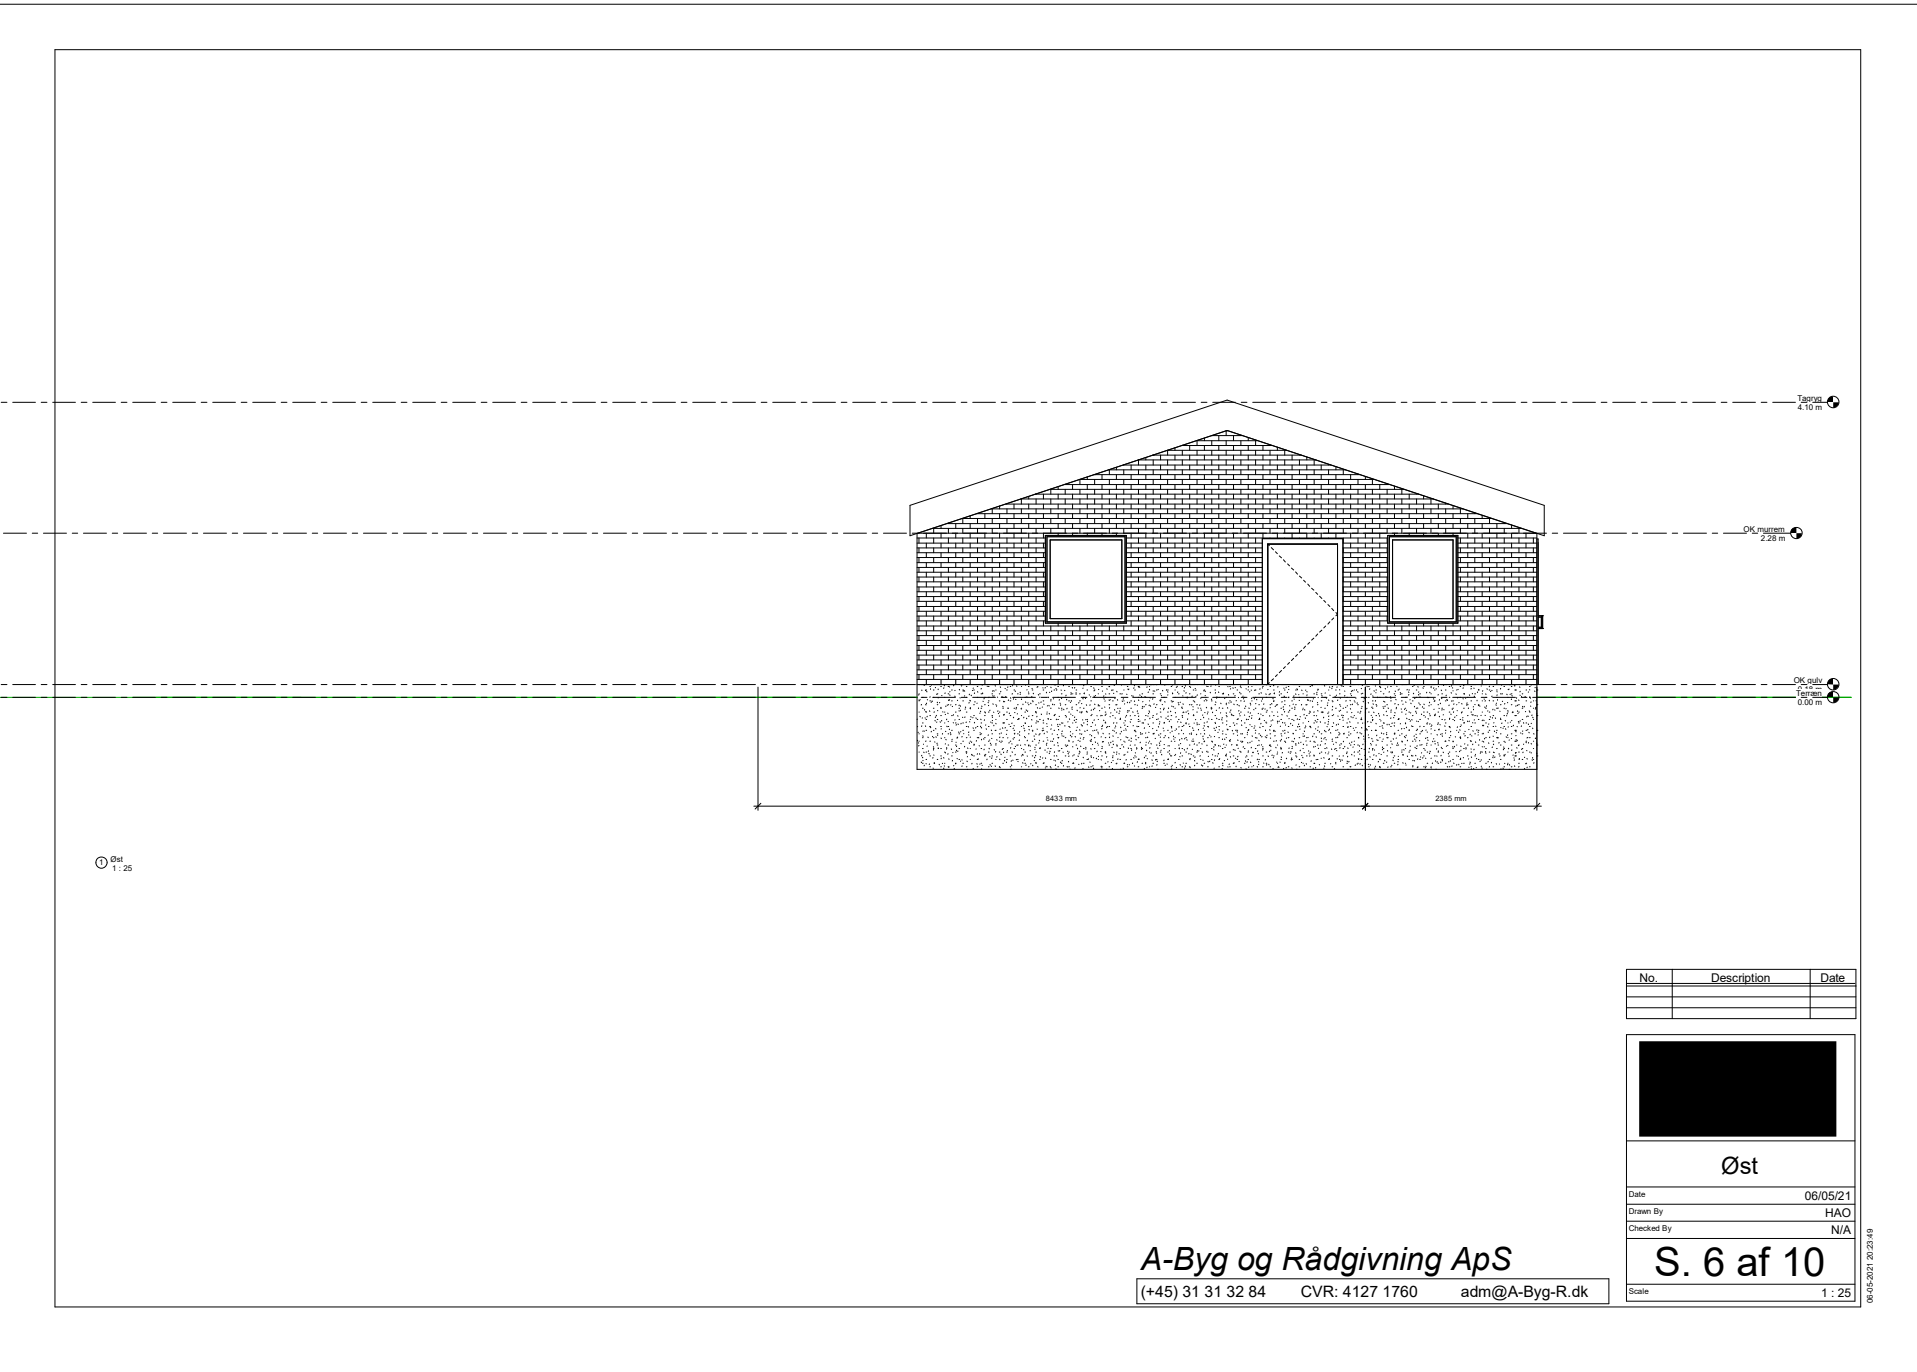 Tagryg
4.10 m
OK murrem
2.28 m
OK gulv
Terræn
0.00 m
8433 mm
2385 mm
1
Øst
1 : 25
No. Description Date
Øst
Date 06/05/21
Drawn By HAO
Checked By N/A
S. 6 af 10
Scale 1 : 25
A-Byg og Rådgivning ApS
(+45) 31 31 32 84 CVR: 4127 1760 adm@A-Byg-R.dk
06-05-2021 20:23:49